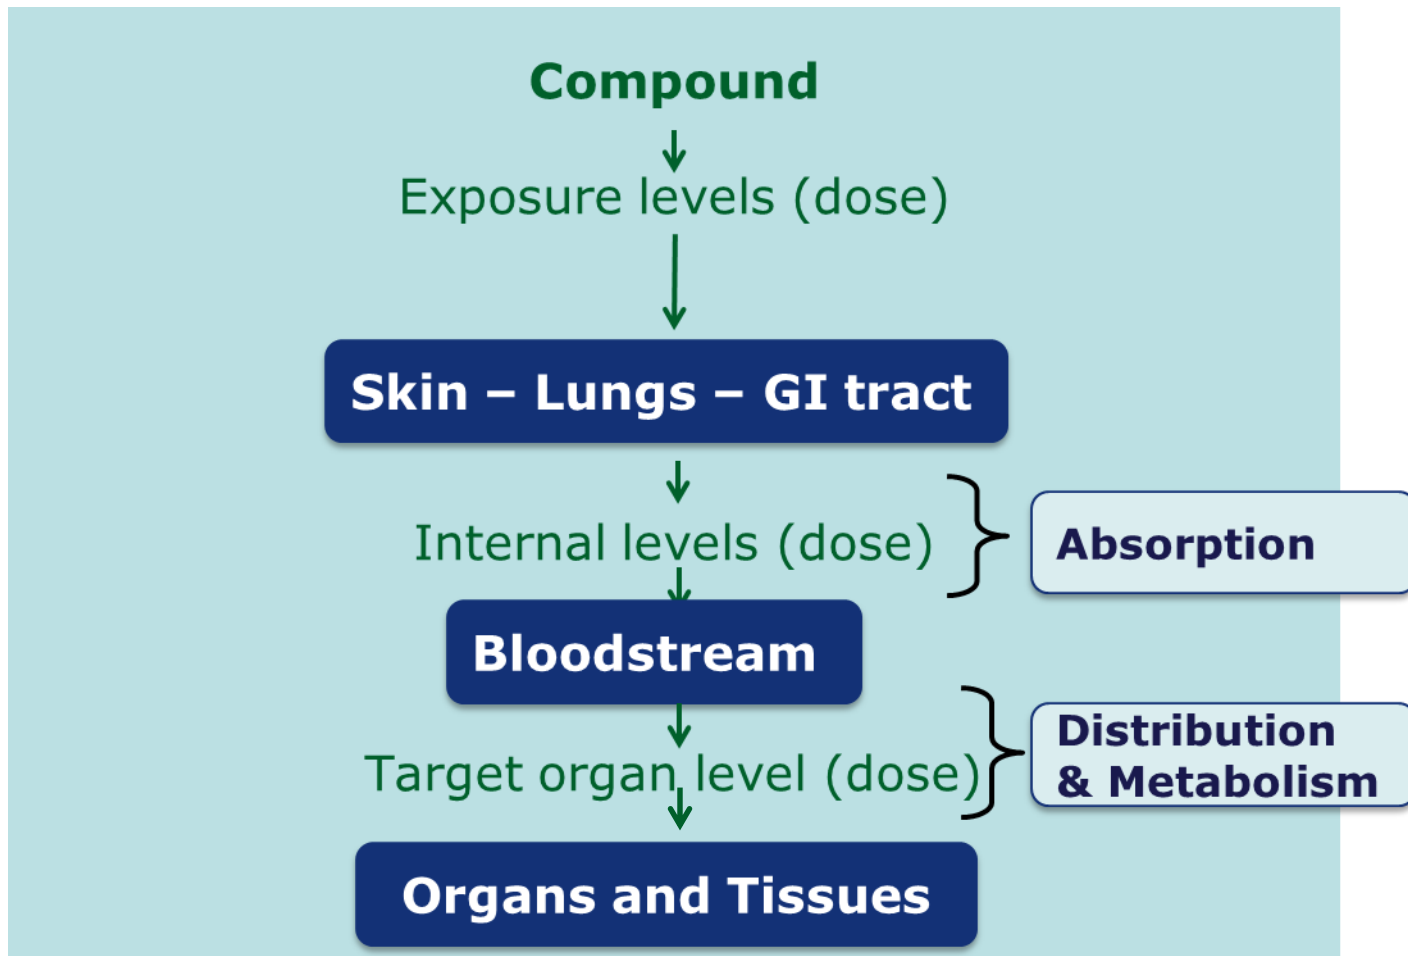 Compound
Exposure levels (dose)
Skin – Lungs – GI tract
Internal levels (dose)
Absorption
Bloodstream
Distribution
& Metabolism
Target organ level (dose)
Organs and Tissues